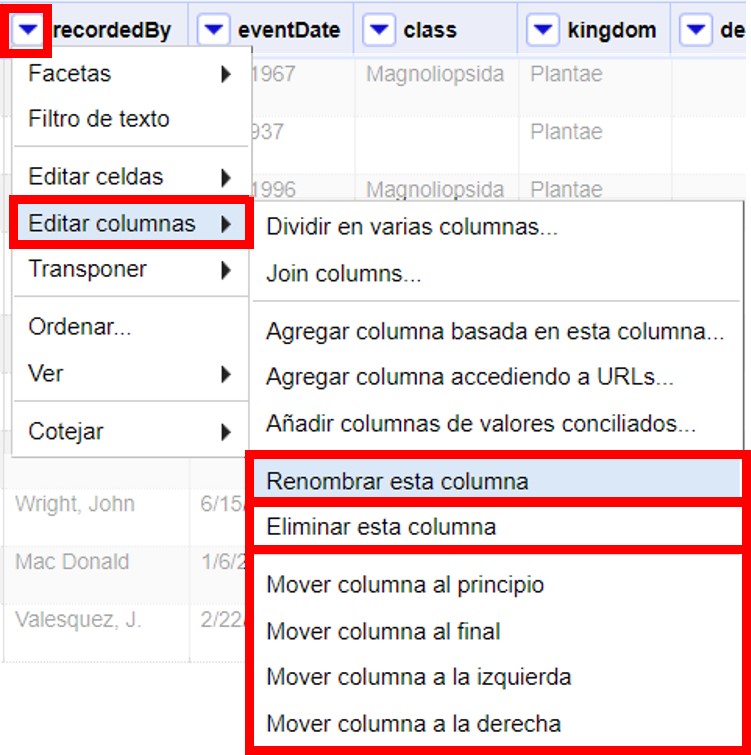 recordedBy eventDate class kingdom de
Facetas 1967 Magnoliopsida Plantae
Filtro de texto 937 Plantae
Editar celdas 1996 Magnoliopsida Plantae
Editar columnas Dividir en varias columnas...
Transponer Join columns...
Ordenar... Agregar columna basada en esta columna...
Ver Agregar columna accediendo a URLs...
Cotejar Añadir columnas de valores conciliados...
Renombrar esta columna
Wright, John 6/15/
Eliminar esta columna
Mac Donald 1/6/2
Mover columna al principio
Valesquez, J. 2/22/
Mover columna al final
Mover columna a la izquierda
Mover columna a la derecha